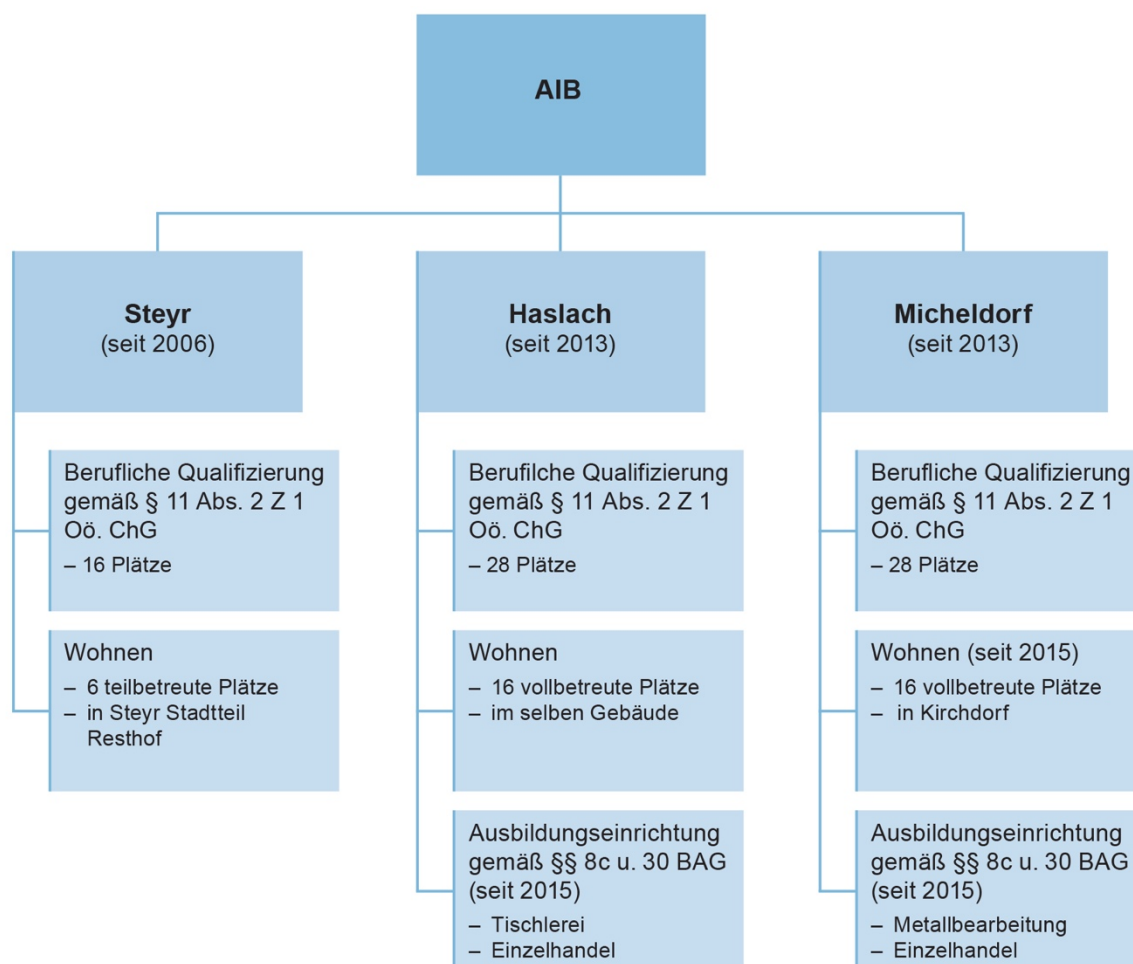 AIB
Steyr
(seit 2006)
Berufliche Qualifizierung
gemäß § 11 Abs. 2 Z 1
Oö. ChG
– 16 Plätze
Wohnen
– 6 teilbetreute Plätze
– in Steyr Stadtteil
Resthof
Haslach
(seit 2013)
Berufilche Qualifizierung
gemäß § 11 Abs. 2 Z 1
Oö. ChG
– 28 Plätze
Wohnen
– 16 vollbetreute Plätze
– im selben Gebäude
Ausbildungseinrichtung
gemäß §§ 8c u. 30 BAG
(seit 2015)
– Tischlerei
– Einzelhandel
Micheldorf
(seit 2013)
Berufliche Qualifizierung
gemäß § 11 Abs. 2 Z 1
Oö. ChG
– 28 Plätze
Wohnen (seit 2015)
– 16 vollbetreute Plätze
– in Kirchdorf
Ausbildungseinrichtung
gemäß §§ 8c u. 30 BAG
(seit 2015)
– Metallbearbeitung
– Einzelhandel